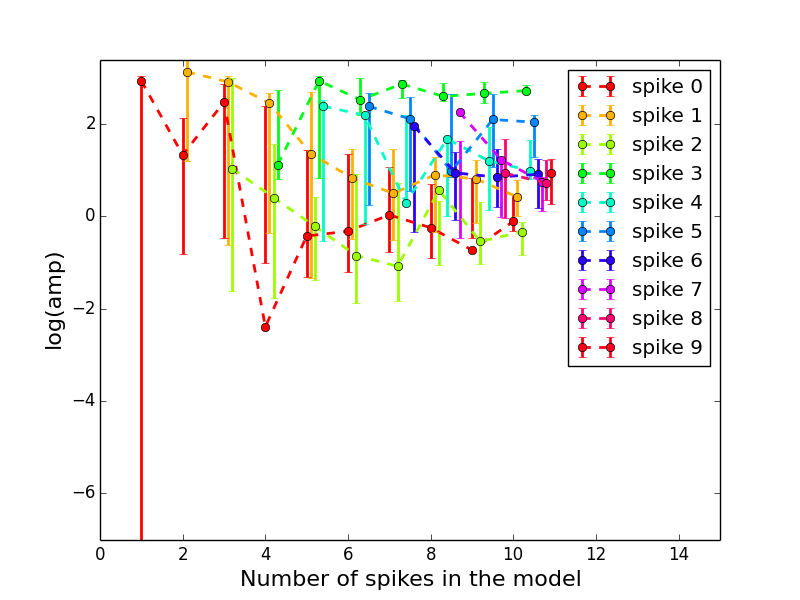 spike 0
spike 1
spike 2
spike 3
spike 4
spike 5
spike 6
spike 7
spike 8
spike 9
2
0
−2
−4
−6
log(amp)
0 2 4 6 8 10 12 14
Number of spikes in the model